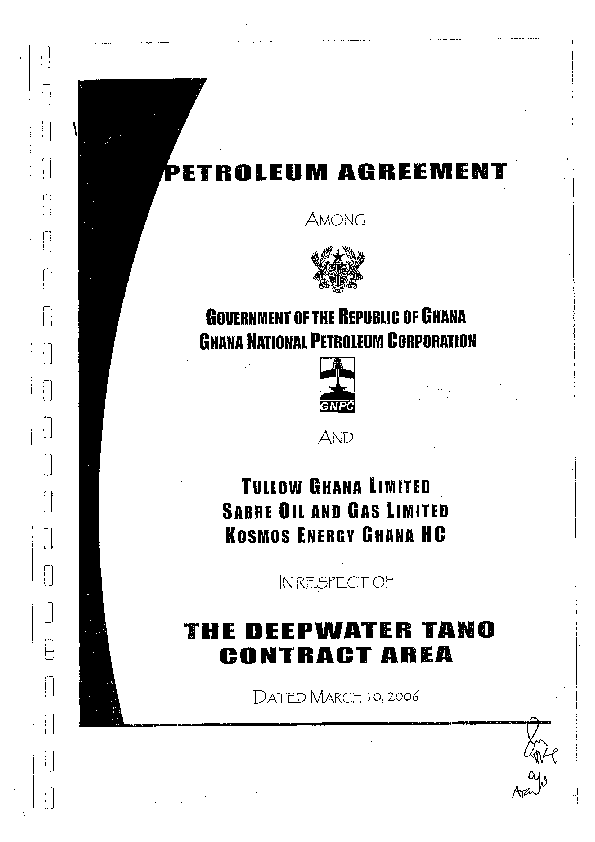 PETROLEUM AGREEMENT
AMONG
GOVERNMENT OF THE REPUBLIC OF GHANA
GHANA NATIONAL PETROLEUM CORPORATION
GNPC
AND
TULLOW GHANA LIMITED
SABRE OIL AND GAS LIMITED
KOSMOS ENERGY GHANA HC
IN RESPECT OF
THE DEEPWATER TANO
CONTRACT AREA
DATED MARCH 10, 2006